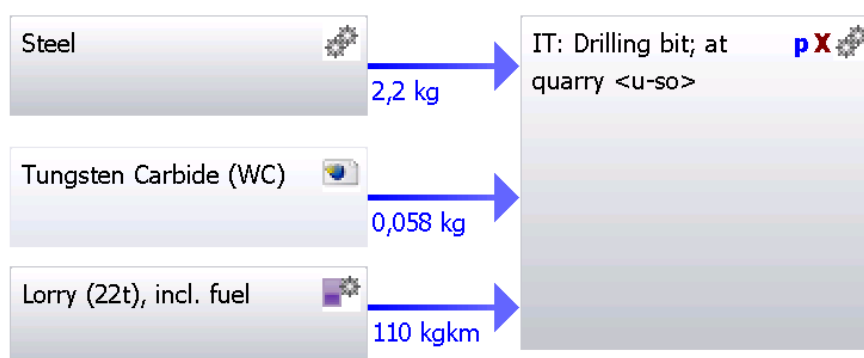 Steel
2,2 kg
Tungsten Carbide (WC)
0,058 kg
Lorry (22t), incl. fuel
110 kgkm
IT: Drilling bit; at
quarry <u-so>
p X